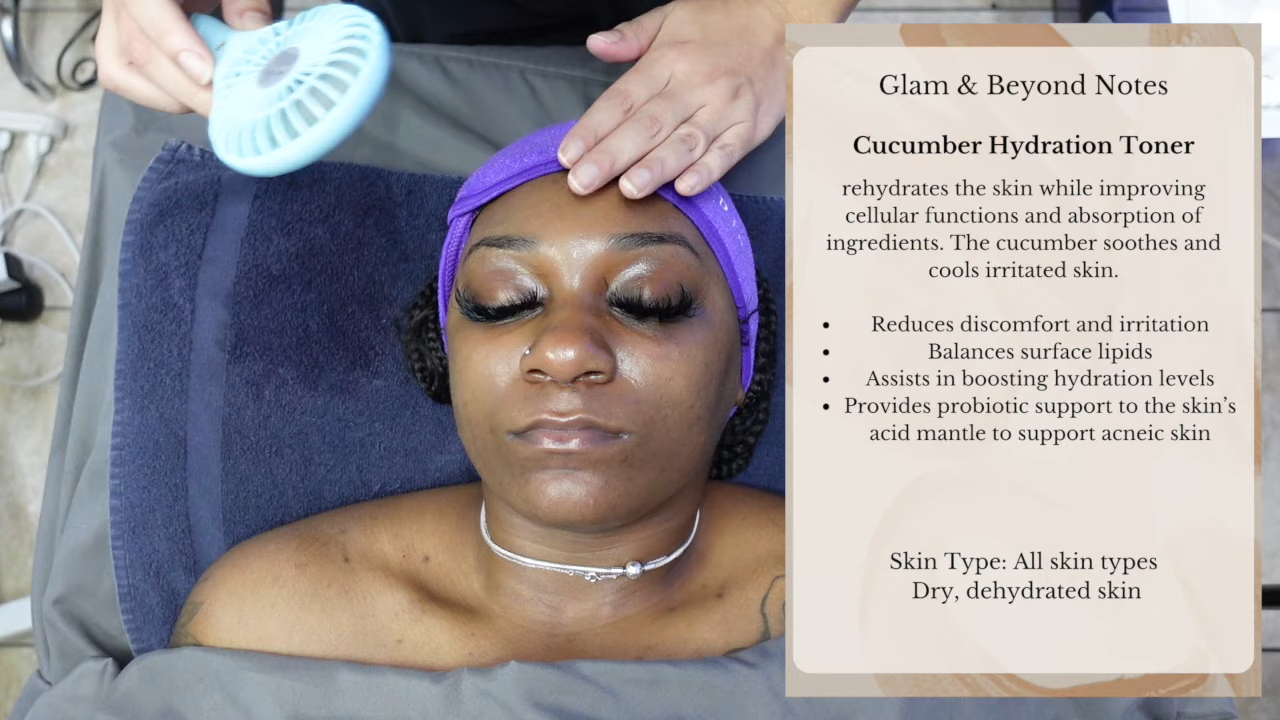 Glam & Beyond Notes
Cucumber Hydration Toner
rehydrates the skin while improving
cellular functions and absorption of
ingredients. The cucumber soothes and
cools irritated skin.
• Reduces discomfort and irritation
• Balances surface lipids
• Assists in boosting hydration levels
• Provides probiotic support to the skin's
acid mantle to support acneic skin
Skin Type: All skin types
Dry, dehydrated skin